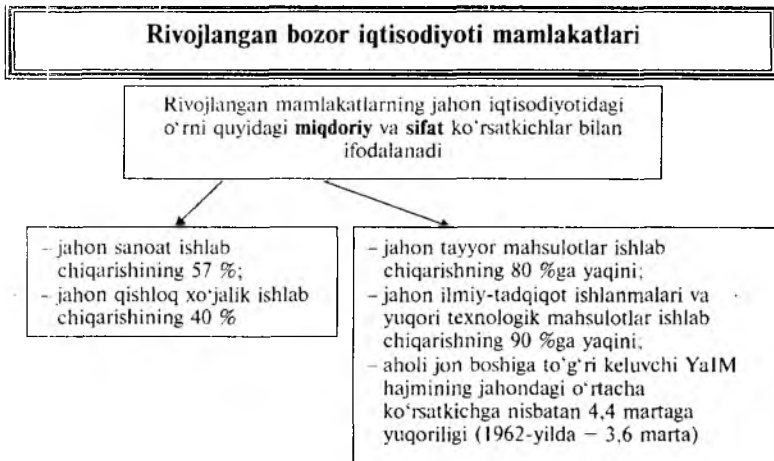 Rivojlangan bozor iqtisodiyoti mamlakatlari
Rivojlangan mamlakatlarning jahon iqtisodiyotidagi
o‘rni quyidagi miqdoriy va sifat ko‘rsatkichlar bilan
ifodalanadi
– jahon sanoat ishlab
chiqarishining 57 %;
– jahon qishloq xo‘jalik ishlab
chiqarishining 40 %
– jahon tayyor mahsulotlar ishlab
chiqarishning 80 %ga yaqini;
– jahon ilmiy-tadqiqot ishlanmalari va
yuqori texnologik mahsulotlar ishlab
chiqarishning 90 %ga yaqini;
– aholi jon boshiga to‘g‘ri keluvchi YaIM
hajmining jahondagi o‘rtacha
ko‘rsatkichga nisbatan 4,4 martaga
yuqoriligi (1962-yilda – 3,6 marta)